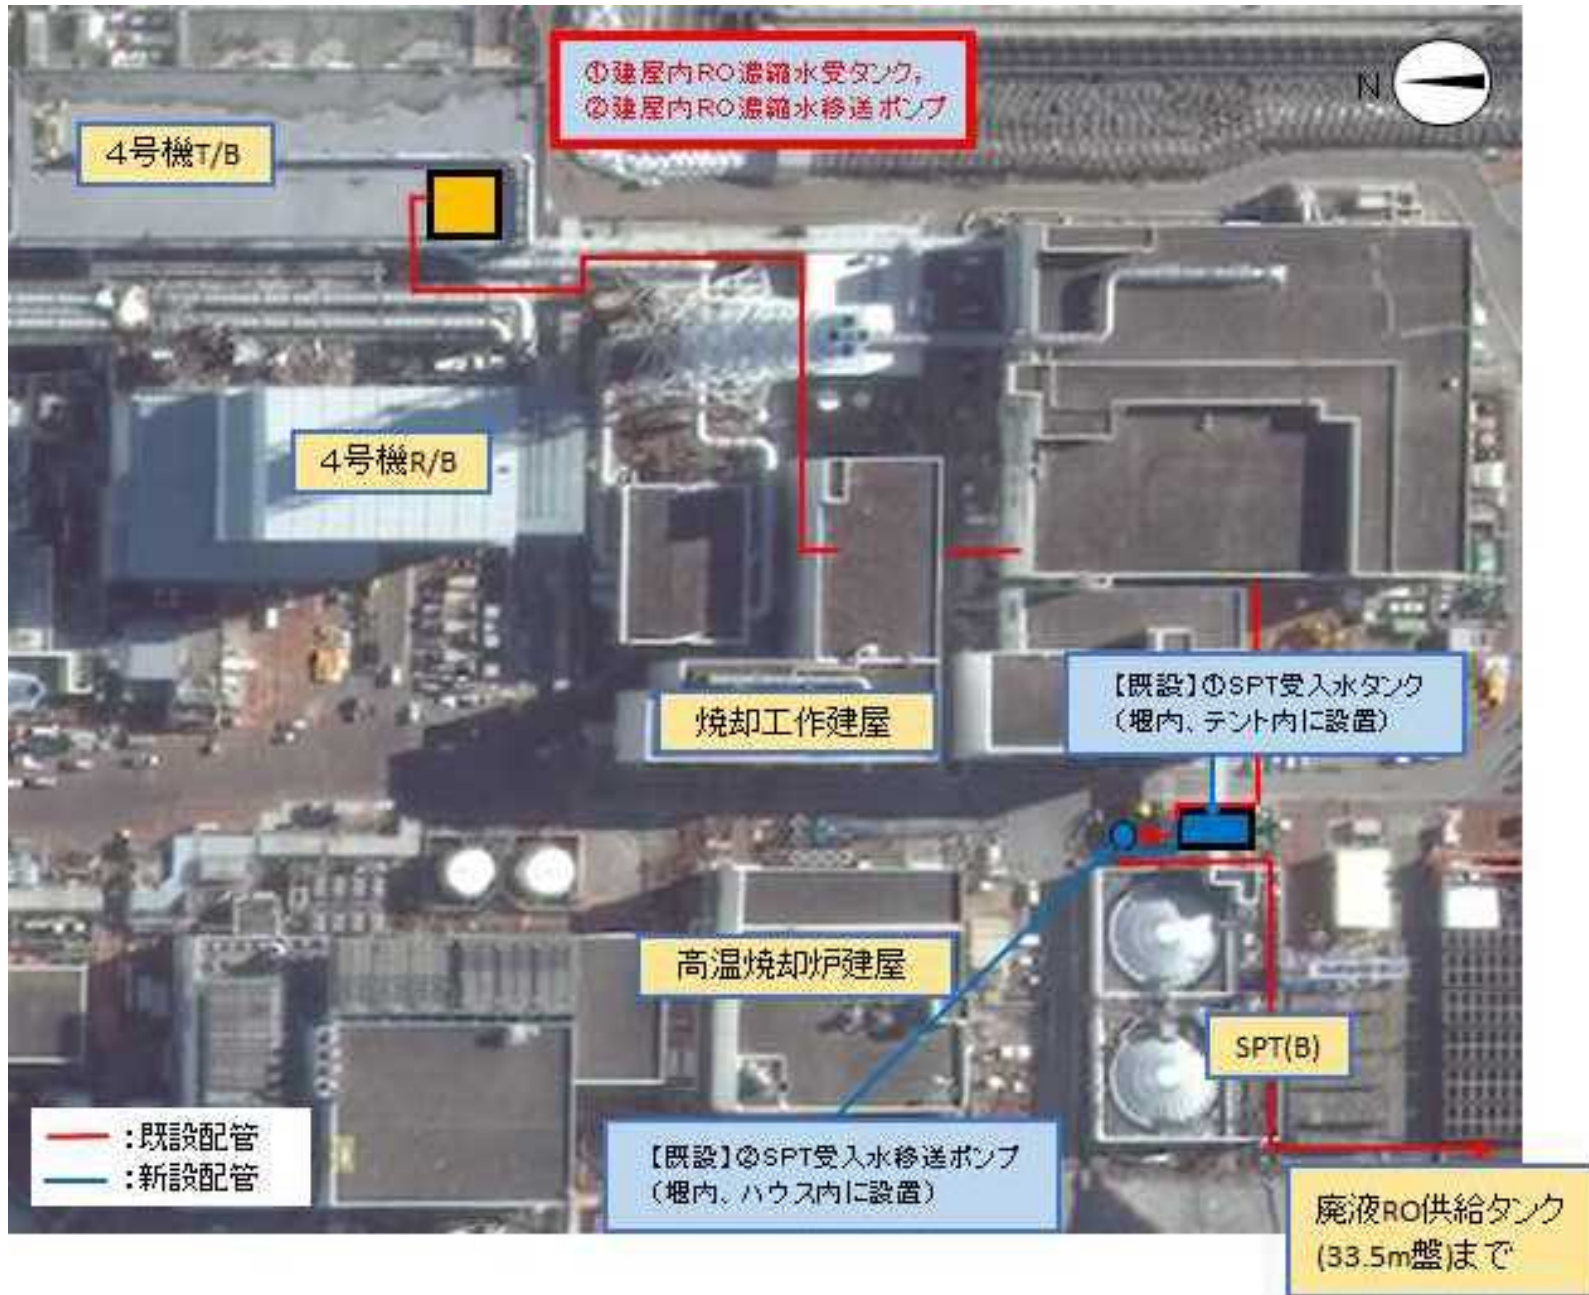 ①建屋内RO濃縮水受タンク，
②建屋内RO濃縮水移送ポンプ
N
4号機T/B
4号機R/B
【既設】①SPT受入水タンク
（堰内、テント内に設置）
焼却工作建屋
高温焼却炉建屋
SPT(B)
：既設配管
：新設配管
【既設】②SPT受入水移送ポンプ
（堰内、ハウス内に設置）
廃液RO供給タンク
(33.5m盤)まで